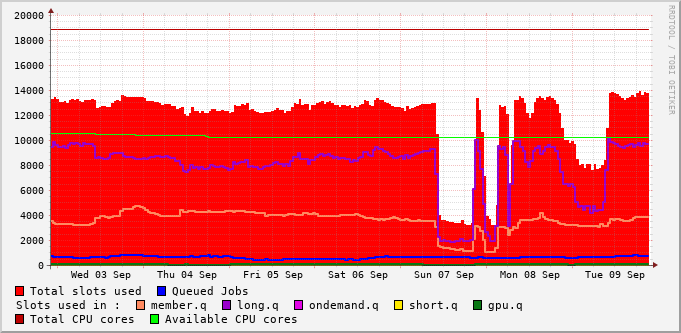 RRDTOOL / TOBI OETIKER
20000
18000
16000
14000
12000
10000
8000
6000
4000
2000
0
Wed 03 Sep Thu 04 Sep Fri 05 Sep Sat 06 Sep Sun 07 Sep Mon 08 Sep Tue 09 Sep
Total slots used Queued Jobs
Slots used in : member.q long.q ondemand.q short.q gpu.q
Total CPU cores Available CPU cores